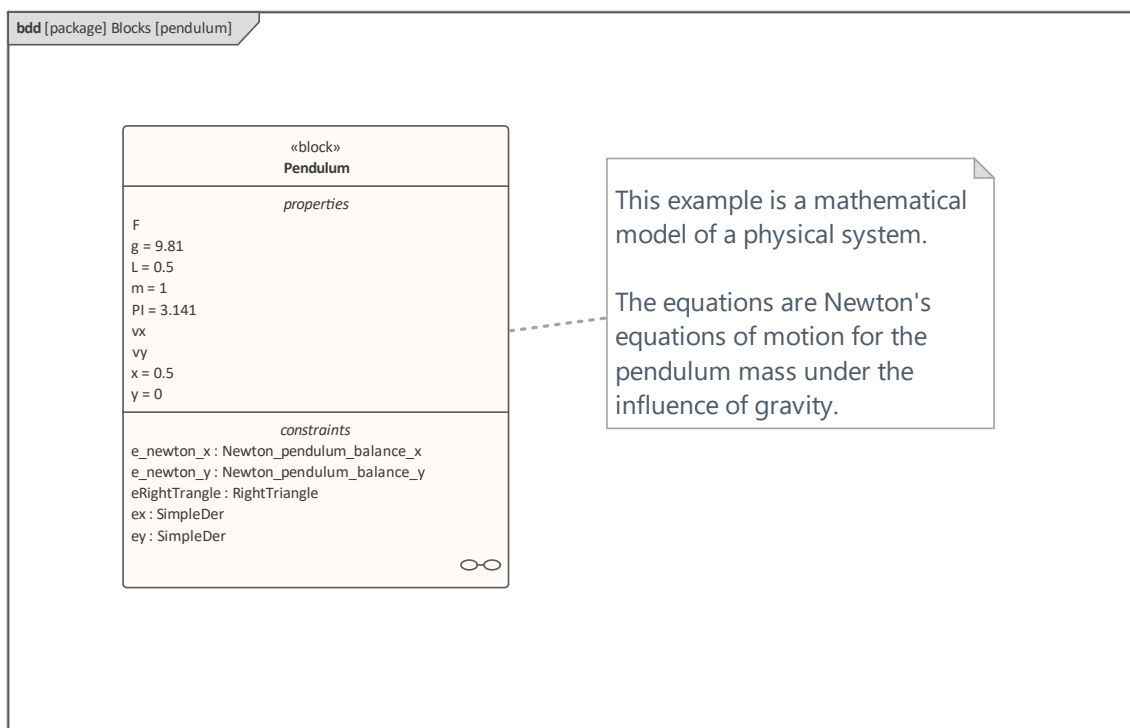 bdd [package] Blocks [pendulum]
«block»
Pendulum
properties
F
g = 9.81
L = 0.5
m = 1
PI = 3.141
vx
vy
x = 0.5
y = 0
constraints
e_newton_x : Newton_pendulum_balance_x
e_newton_y : Newton_pendulum_balance_y
eRightTrangle : RightTriangle
ex : SimpleDer
ey : SimpleDer
This example is a mathematical
model of a physical system.
The equations are Newton's
equations of motion for the
pendulum mass under the
influence of gravity.